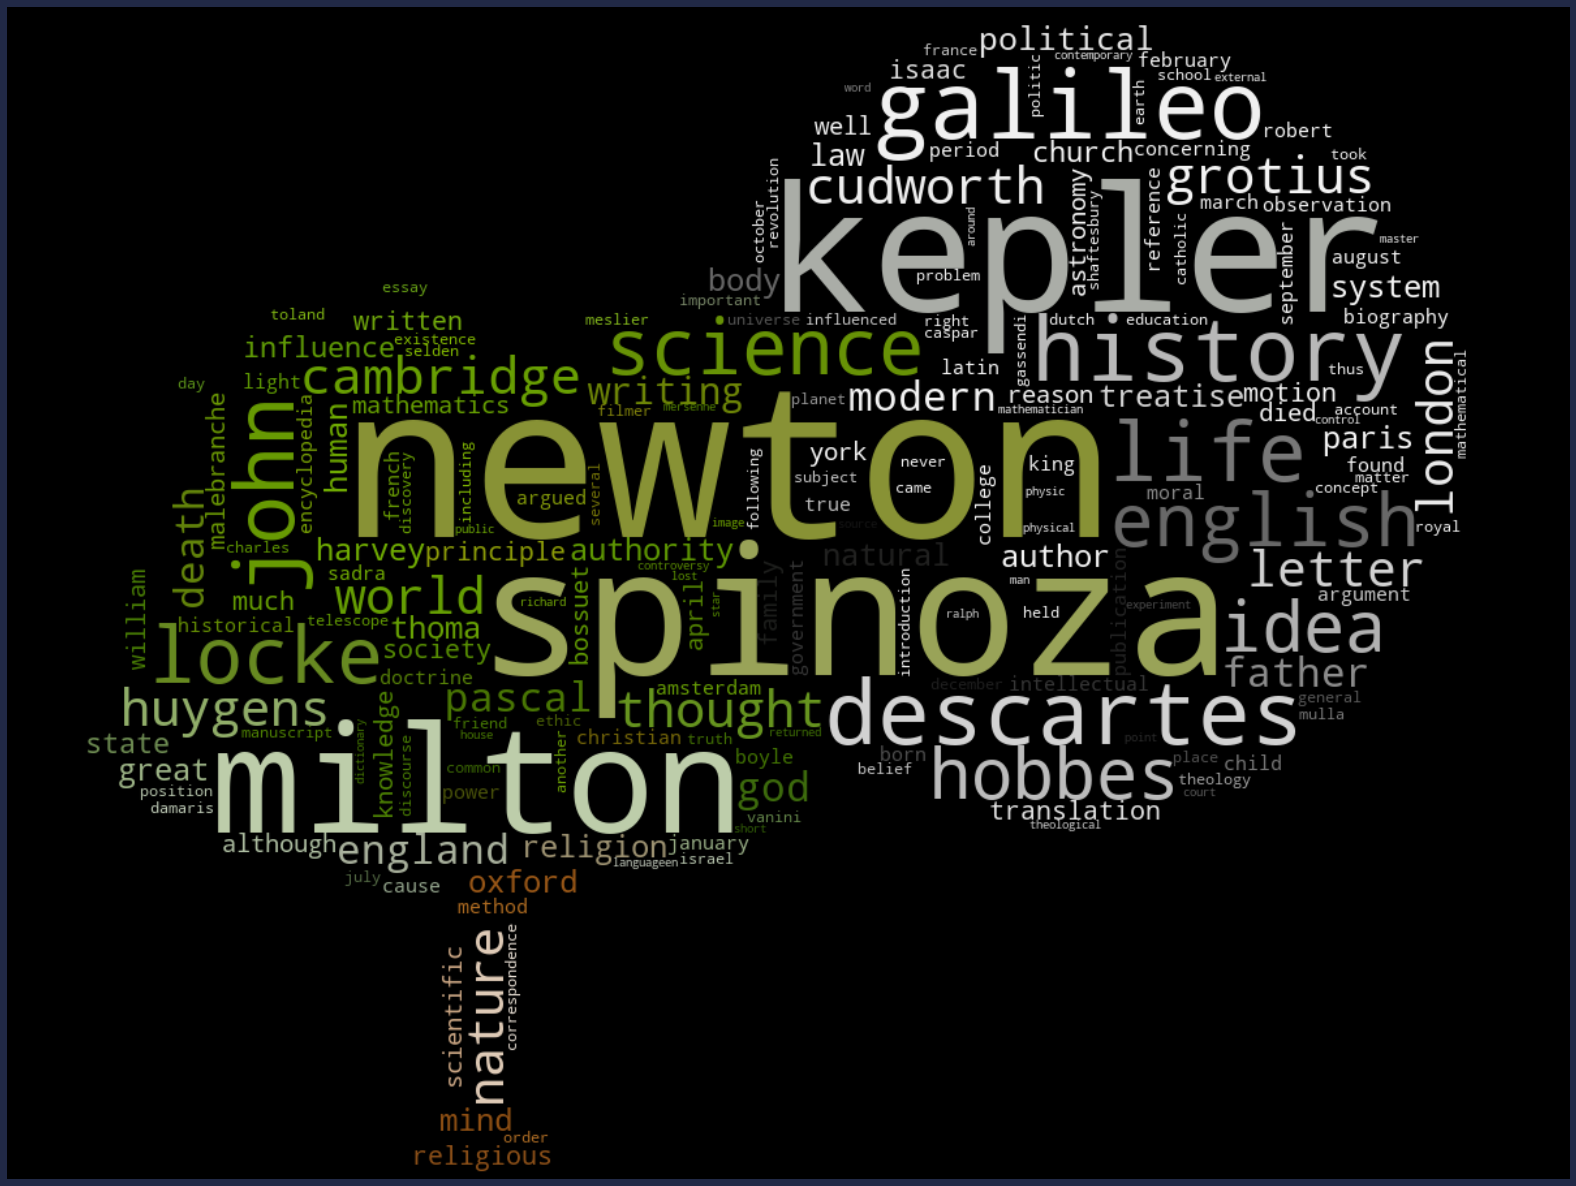 political
france
contemporary
february
isaac
politic
school
external
word
galileo
earth
well
robert
law
period
church
concerning
took
revolution
cudworth
astronomy
reference
grotius
march
observation
october
kepler
around
shaftesbury
catholic
september
master
august
body
problem
system
essay
important
toland
written
meslier
universe
influenced
right
dutch
education
biography
existence
caspar
gassendi
history
influence
selden
science
latin
thus
london
mathematical
day
light
cambridge
writing
planet
modern
reason
treatise
motion
mathematics
filmer
mersenne
mathematician
died
account
control
malebranche
john
encyclopedia
human
newton
york
never
king
life
paris
french
discovery
including
several
argued
following
subject
came
college
physic
moral
found
matter
concept
death
true
public
image
source
physical
english
royal
charles
harvey
principle
authority
natural
author
letter
sadra
controversy
lost
family
government
introduction
man
publication
william
much
world
richard
spinoza
april
star
ralph
held
experiment
argument
historical
telescope
thoma
bossuet
idea
locke
society
doctrine
father
huygens
knowledge
pascal
amsterdam
december
intellectual
general
manuscript
friend
ethic
thought
descartes
mulla
state
house
christian
truth
returned
point
great
milton
dictionary
discourse
common
another
boyle
born
belief
hobbes
place
child
position
power
god
theology
court
damaris
vanini
translation
short
theological
although
england
religion
january
languageen
israel
july
cause
oxford
method
scientific
nature
correspondence
mind
order
religious